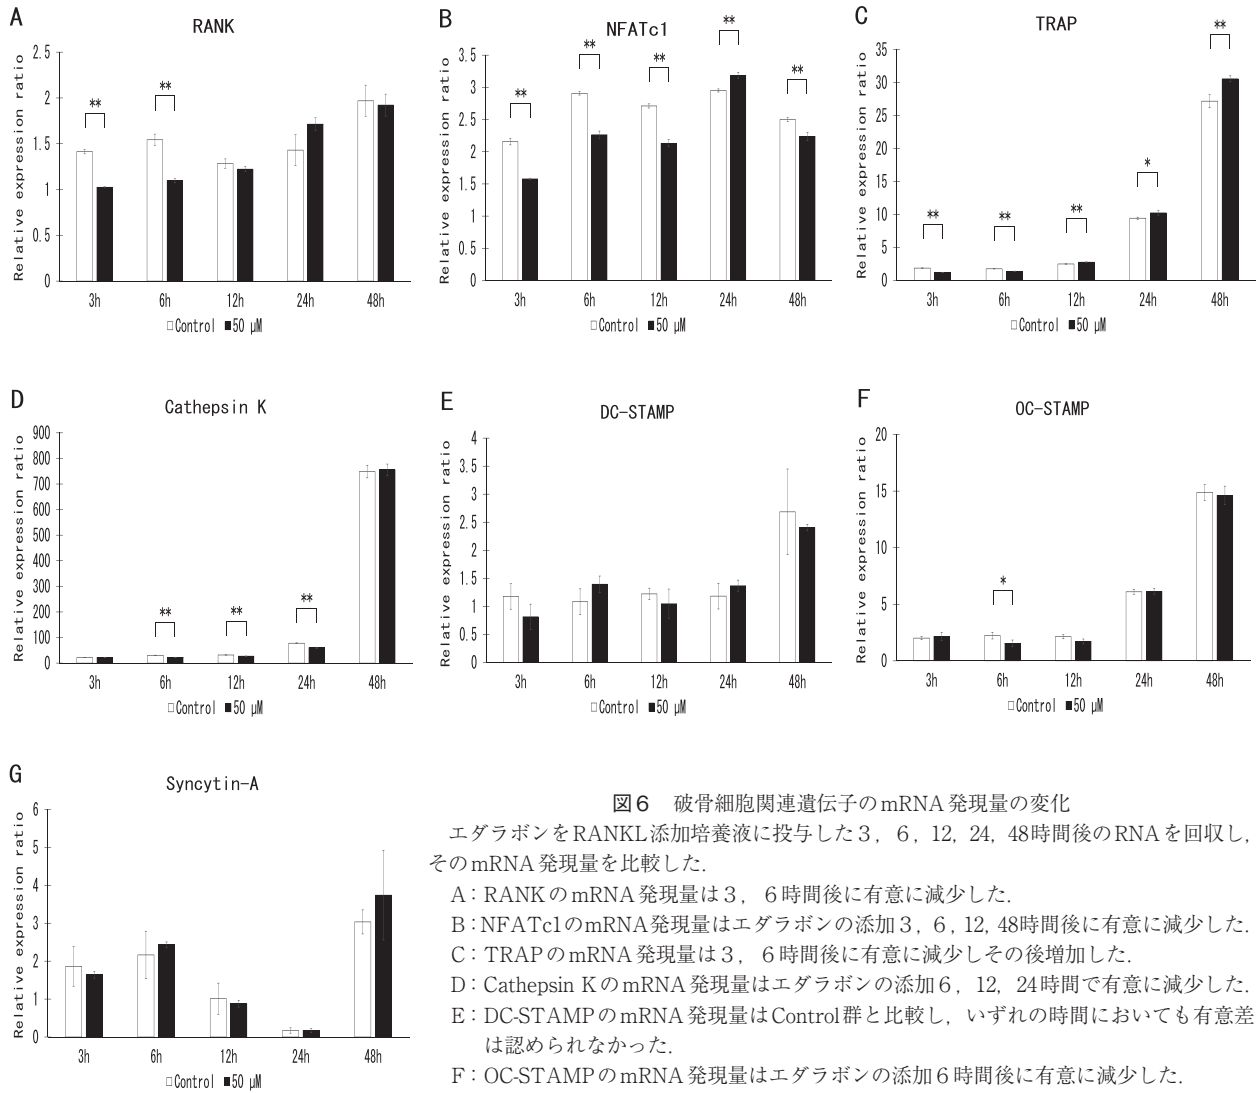 A
RANK
Relative expression ratio
2.5
2
1.5
1
0.5
0
**
**
3h 6h 12h 24h 48h
□Control ■50 μM
B
NFATc1
Relative expression ratio
3.5
3
2.5
2
1.5
1
0.5
0
**
**
**
**
**
3h 6h 12h 24h 48h
□Control ■50 μM
C
TRAP
Relative expression ratio
35
30
25
20
15
10
5
0
**
**
**
*
**
3h 6h 12h 24h 48h
□Control ■50 μM
D
Cathepsin K
Relative expression ratio
900
800
700
600
500
400
300
200
100
0
**
**
**
3h 6h 12h 24h 48h
□Control ■50 μM
E
DC-STAMP
Relative expression ratio
4
3.5
3
2.5
2
1.5
1
0.5
0
3h 6h 12h 24h 48h
□Control ■50 μM
F
OC-STAMP
Relative expression ratio
20
15
10
5
0
*
3h 6h 12h 24h 48h
□Control ■50 μM
G
Syncytin-A
Relative expression ratio
6
5
4
3
2
1
0
3h 6h 12h 24h 48h
□Control ■50 μM
図6 破骨細胞関連遺伝子のmRNA発現量の変化
エダラボンをRANKL添加培養液に投与した3，6，12，24，48時間後のRNAを回収し，
そのmRNA発現量を比較した．
A：RANKのmRNA発現量は3，6時間後に有意に減少した．
B：NFATc1のmRNA発現量はエダラボンの添加3，6，12，48時間後に有意に減少した．
C：TRAPのmRNA発現量は3，6時間後に有意に減少しその後増加した．
D：Cathepsin KのmRNA発現量はエダラボンの添加6，12，24時間で有意に減少した．
E：DC-STAMPのmRNA発現量はControl群と比較し，いずれの時間においても有意差
は認められなかった．
F：OC-STAMPのmRNA発現量はエダラボンの添加6時間後に有意に減少した．